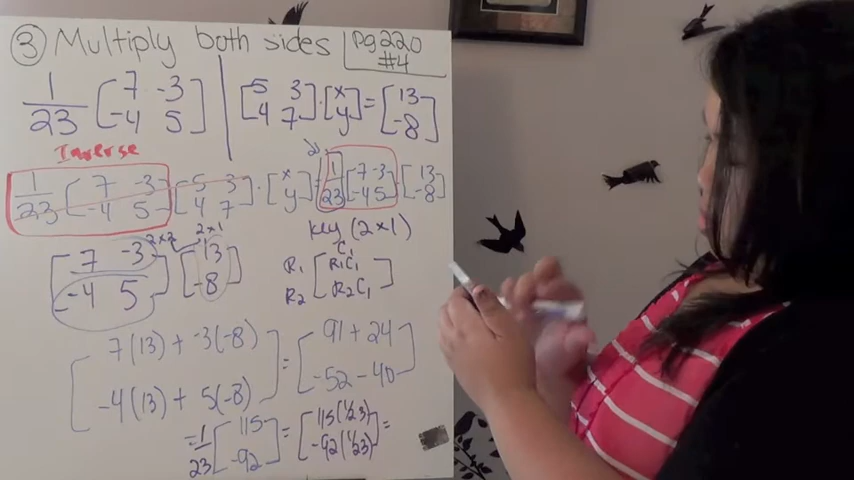 ③ Multiply both sides pg 220
#4
1/23 [7 -3 -4 5] [5 3 4 7] · [x y] = [13 -8]
Inverse
1/23 [7 -3 -4 5] [5 3 4 7] · [x y] = 1/23 [7 -3 -4 5] · [13 -8]
Key (2×1)
2×2 2×1
[7 -3 -4 5] [13 -8]
C₁
R₁ [R₁C₁
R₂ R₂C₁]
[7(13) + -3(-8) = [91 + 24
-4(13) + 5(-8)] -52 - 40]
= 1/23 [115 -92] = [115(1/23) -92(1/23)] =